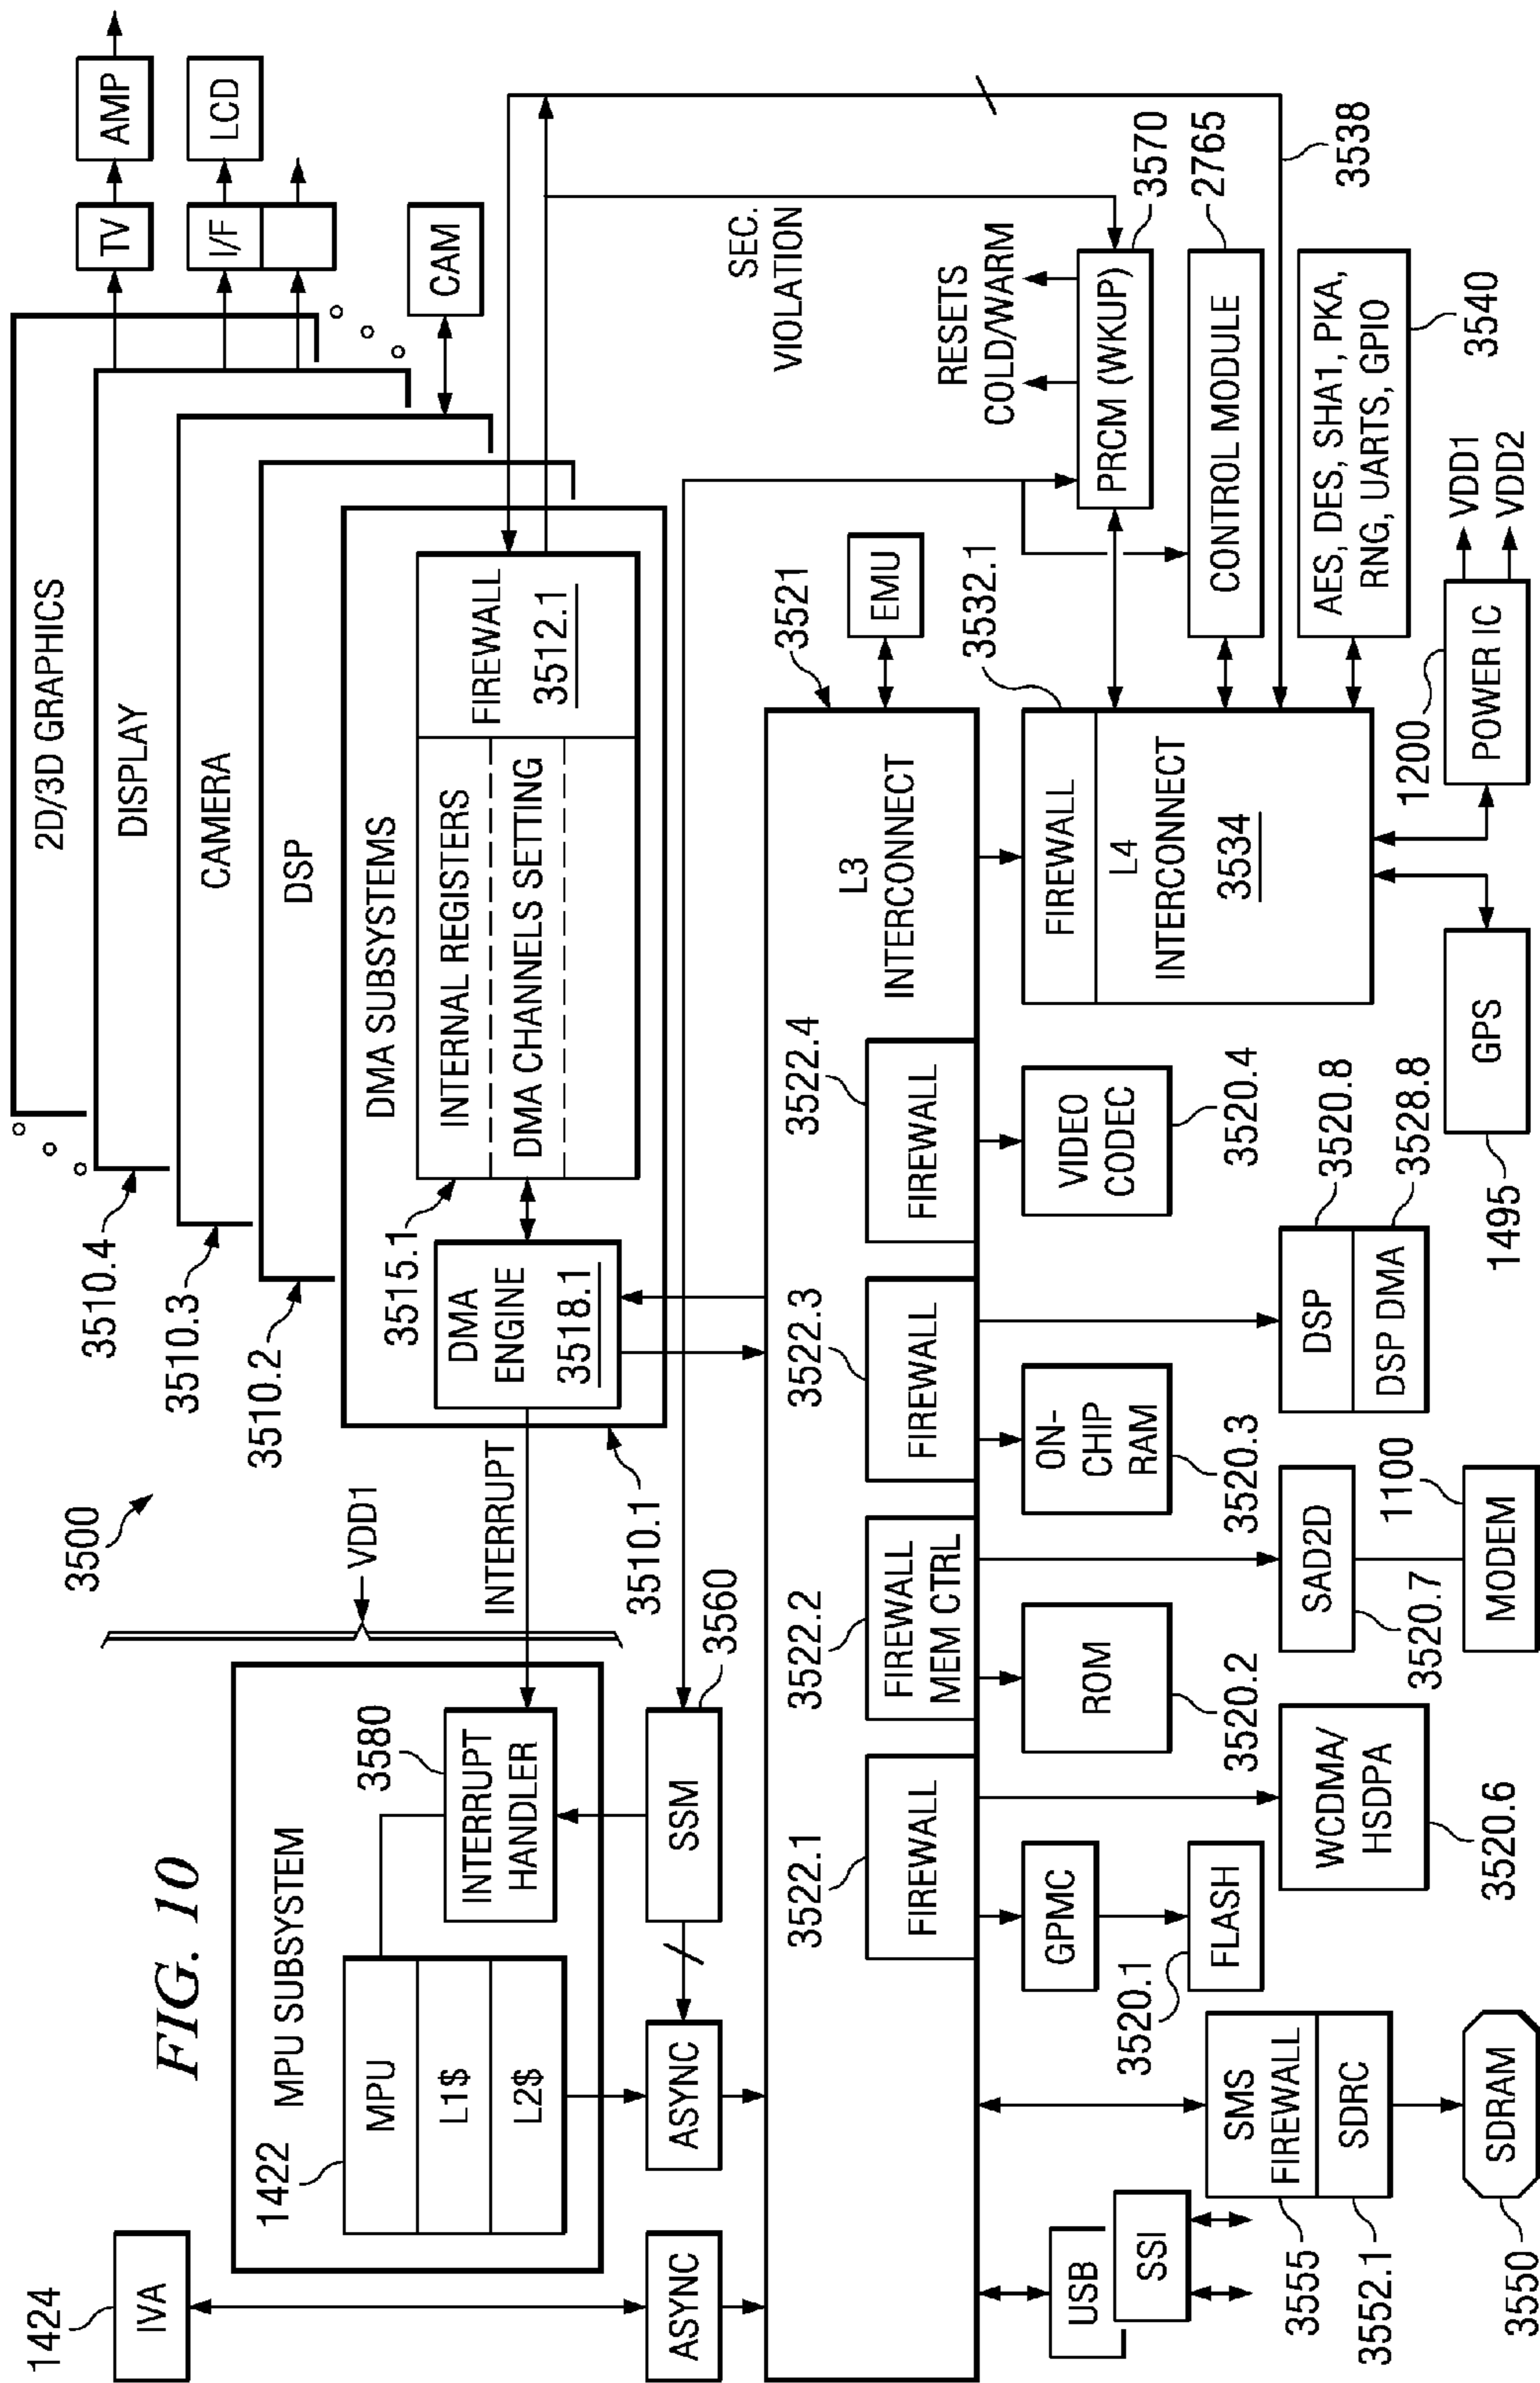 FIG. 10
3500
1424
IVA
MPU SUBSYSTEM
1422
MPU
L1$
L2$
3580
INTERRUPT
HANDLER
VDD1
INTERRUPT
ASYNC
ASYNC
SSM
3560
3510.4
3510.3
3510.2
3510.1
2D/3D GRAPHICS
DISPLAY
CAMERA
DSP
DMA SUBSYSTEMS
3515.1
DMA
ENGINE
3518.1
INTERNAL REGISTERS
DMA CHANNELS SETTING
FIREWALL
3512.1
TV
AMP
I/F
LCD
CAM
SEC.
VIOLATION
RESETS
COLD/WARM
PRCM (WKUP)
3570
CONTROL MODULE
2765
AES, DES, SHA1, PKA,
RNG, UARTS, GPIO
3540
3538
3521
EMU
L3
INTERCONNECT
3522.1
FIREWALL
3522.2
FIREWALL
MEM CTRL
3522.3
FIREWALL
3522.4
FIREWALL
3532.1
FIREWALL
L4
INTERCONNECT
3534
USB
SSI
SMS
FIREWALL
SDRC
3555
3552.1
SDRAM
3550
GPMC
FLASH
3520.1
WCDMA/
HSDPA
3520.6
ROM
3520.2
SAD2D
3520.7
MODEM
1100
ON-
CHIP
RAM
3520.3
DSP
DSP DMA
3520.8
3528.8
VIDEO
CODEC
3520.4
GPS
1495
POWER IC
1200
VDD1
VDD2